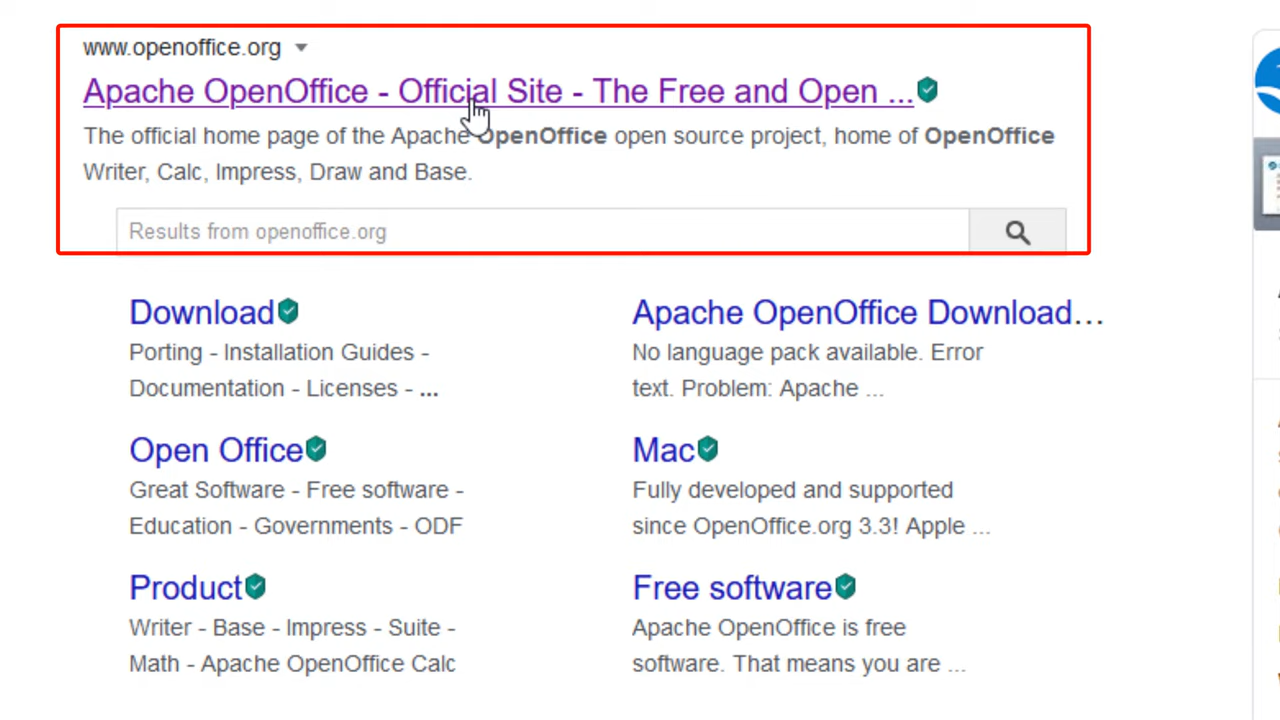 www.openoffice.org
Apache OpenOffice - Official Site - The Free and Open ...
The official home page of the Apache OpenOffice open source project, home of OpenOffice
Writer, Calc, Impress, Draw and Base.
Results from openoffice.org
Download
Porting - Installation Guides -
Documentation - Licenses - ...
Apache OpenOffice Download...
No language pack available. Error
text. Problem: Apache ...
Open Office
Great Software - Free software -
Education - Governments - ODF
Mac
Fully developed and supported
since OpenOffice.org 3.3! Apple ...
Product
Writer - Base - Impress - Suite -
Math - Apache OpenOffice Calc
Free software
Apache OpenOffice is free
software. That means you are ...